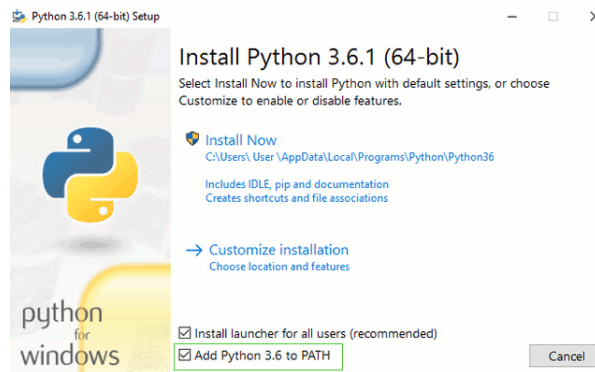 Python 3.6.1 (64-bit) Setup
Install Python 3.6.1 (64-bit)
Select Install Now to install Python with default settings, or choose
Customize to enable or disable features.
Install Now
C:\Users\ User \AppData\Local\Programs\Python\Python36
Includes IDLE, pip and documentation
Creates shortcuts and file associations
Customize installation
Choose location and features
python
for
windows
Install launcher for all users (recommended)
Add Python 3.6 to PATH
Cancel